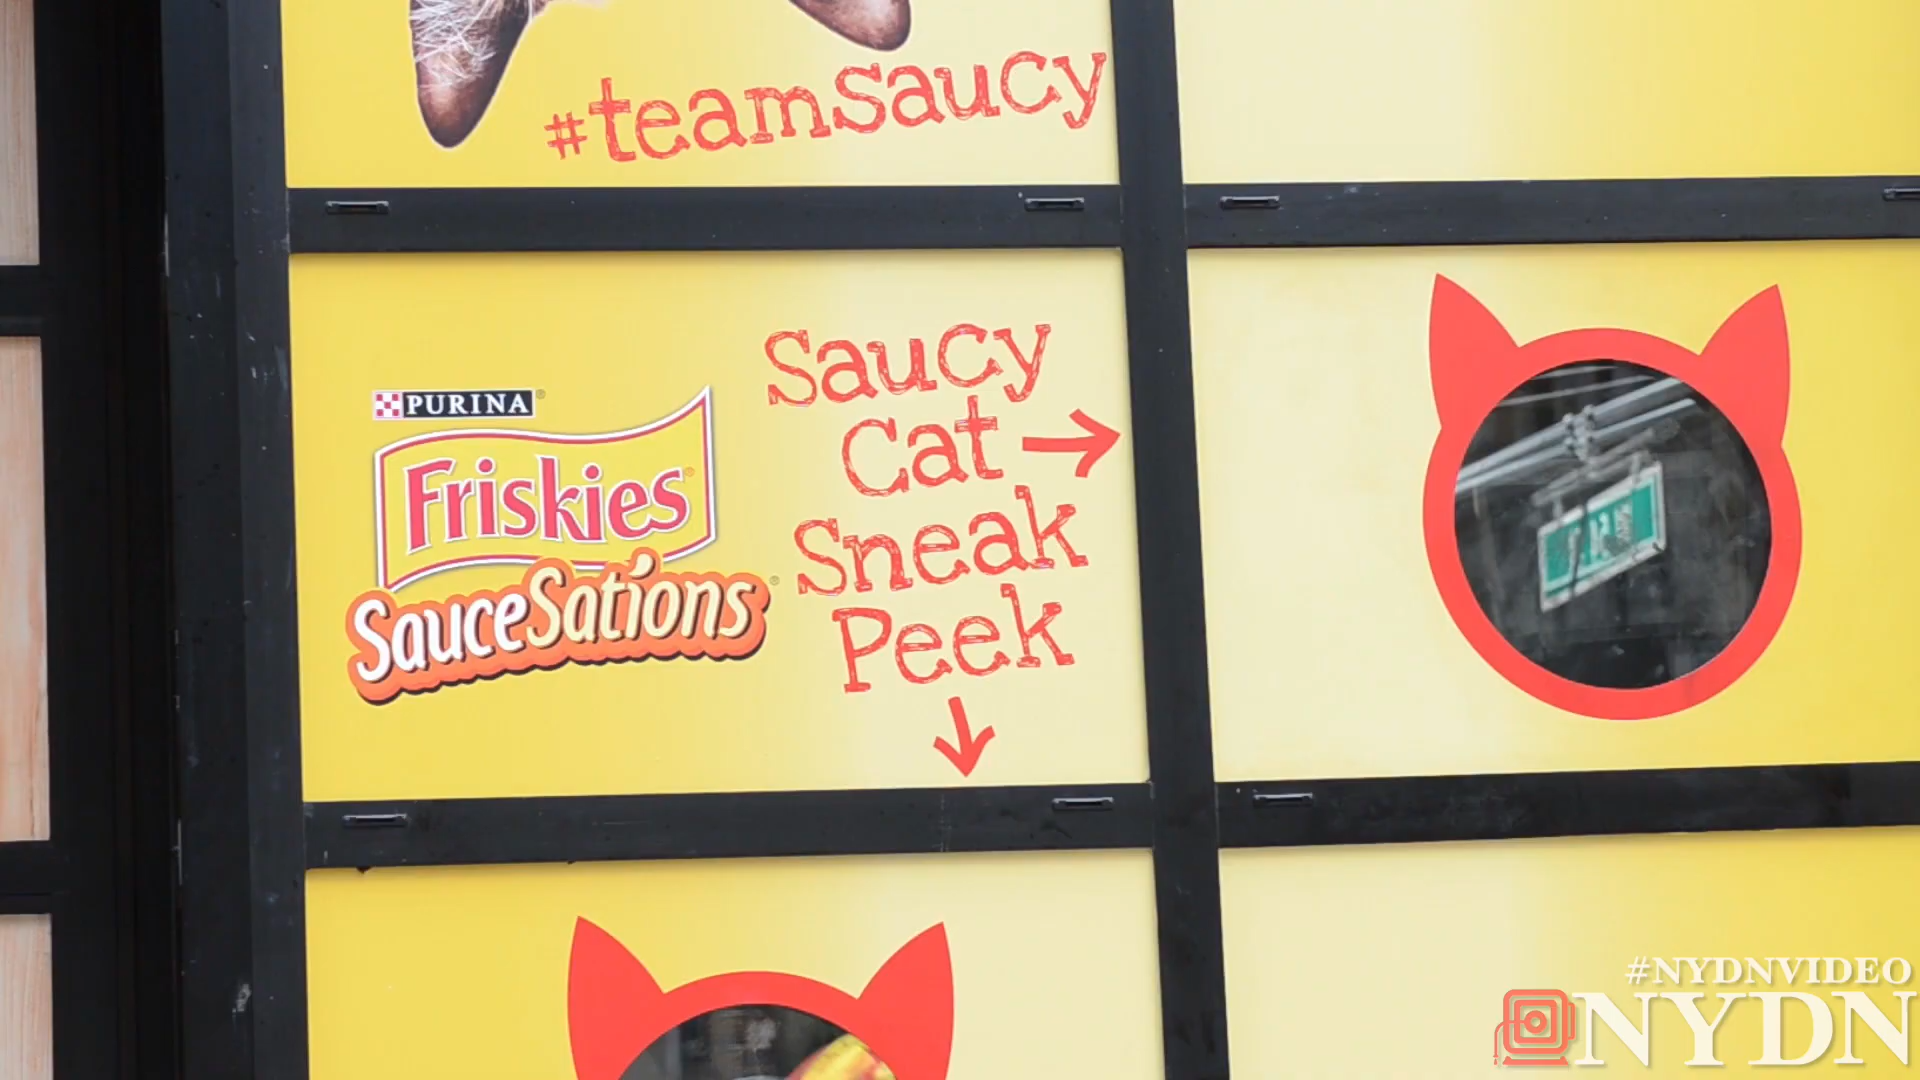 #teamsaucy
PURINA
Friskies
SauceSations
Saucy
Cat
Sneak
Peek
#NYDNVIDEO
NYDN